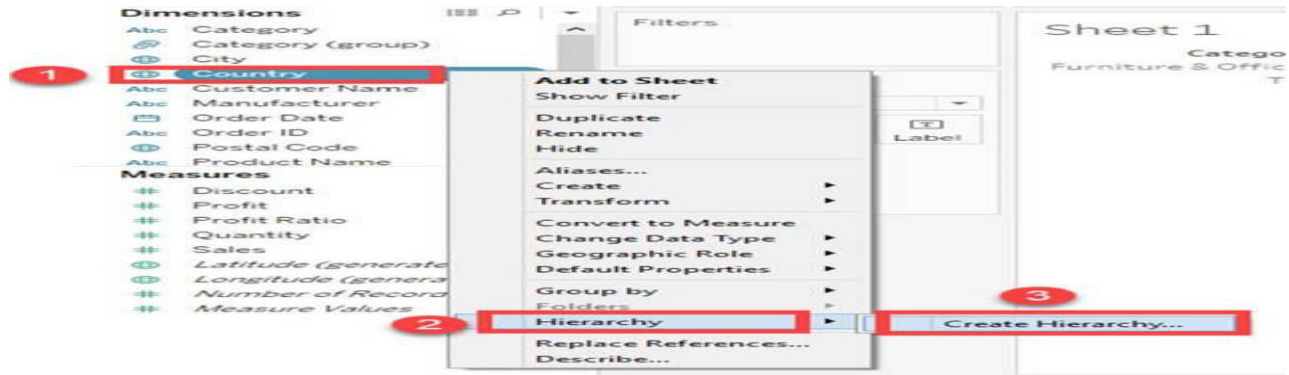 Dimensions
Abc Category
Category (group)
City
1 Country
Abc Customer Name
Abc Manufacturer
Order Date
Abc Order ID
Postal Code
Abc Product Name
Measures
Discount
Profit
Profit Ratio
Quantity
Sales
Latitude (generate
Longitude (genera
Number of Record
Measure Values
Add to Sheet
Show Filter
Duplicate
Rename
Hide
Aliases...
Create
Transform
Convert to Measure
Change Data Type
Geographic Role
Default Properties
Group by
Folders
2 Hierarchy
Replace References...
Describe...
3
Create Hierarchy...
Filters
T
Label
Sheet 1
Catego
Furniture & Offic
T